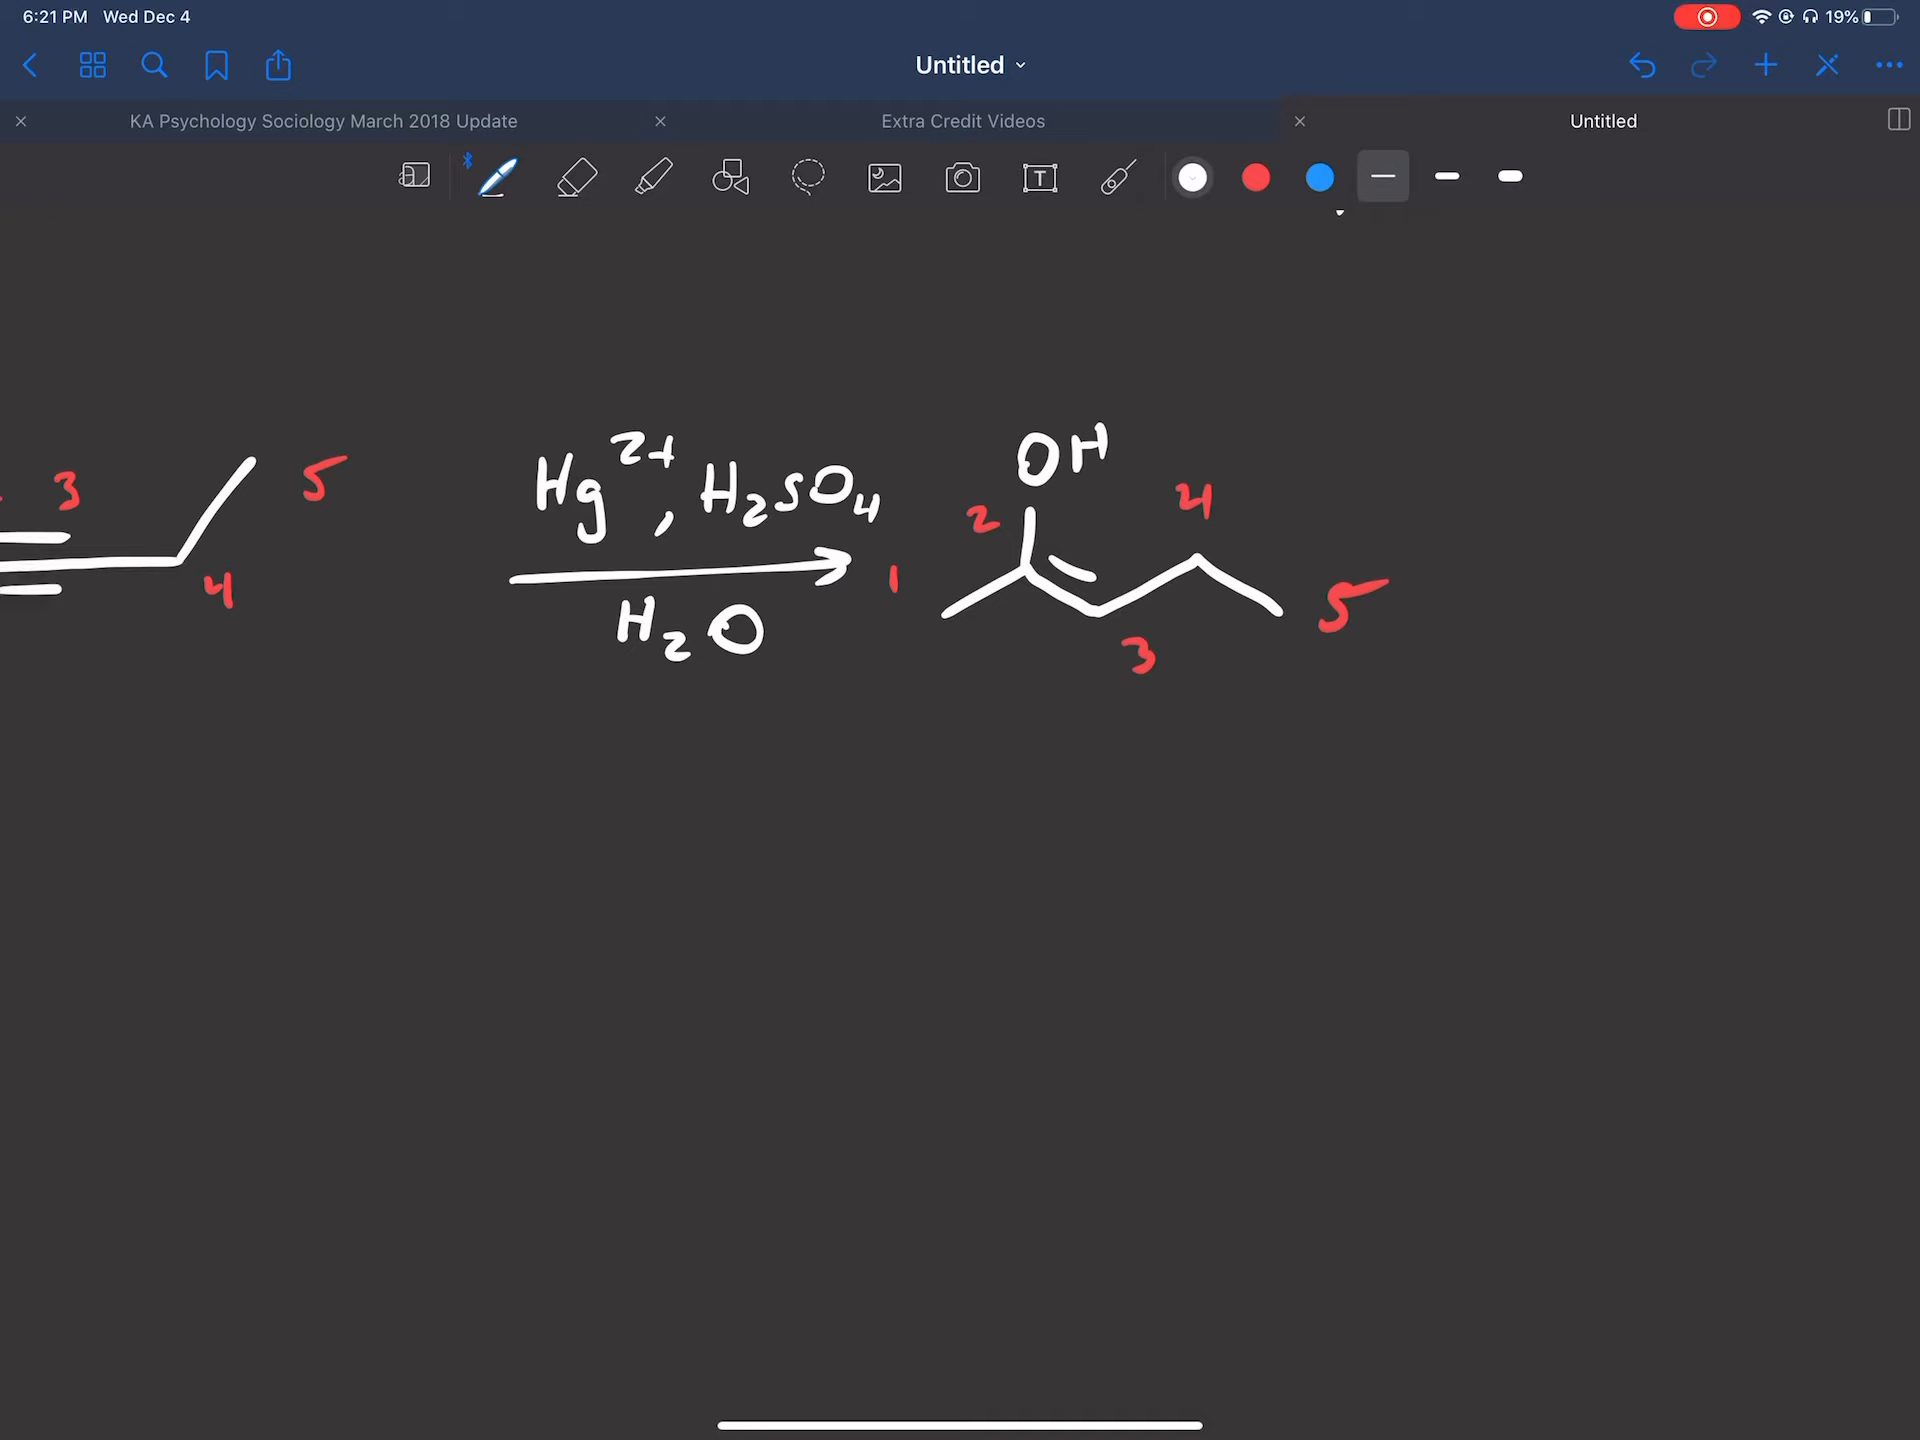 6:21 PM Wed Dec 4
19%
Untitled
KA Psychology Sociology March 2018 Update
Extra Credit Videos
Untitled
T
3
5
4
Hg²⁺, H₂SO₄
H₂O
OH
2
4
1
5
3